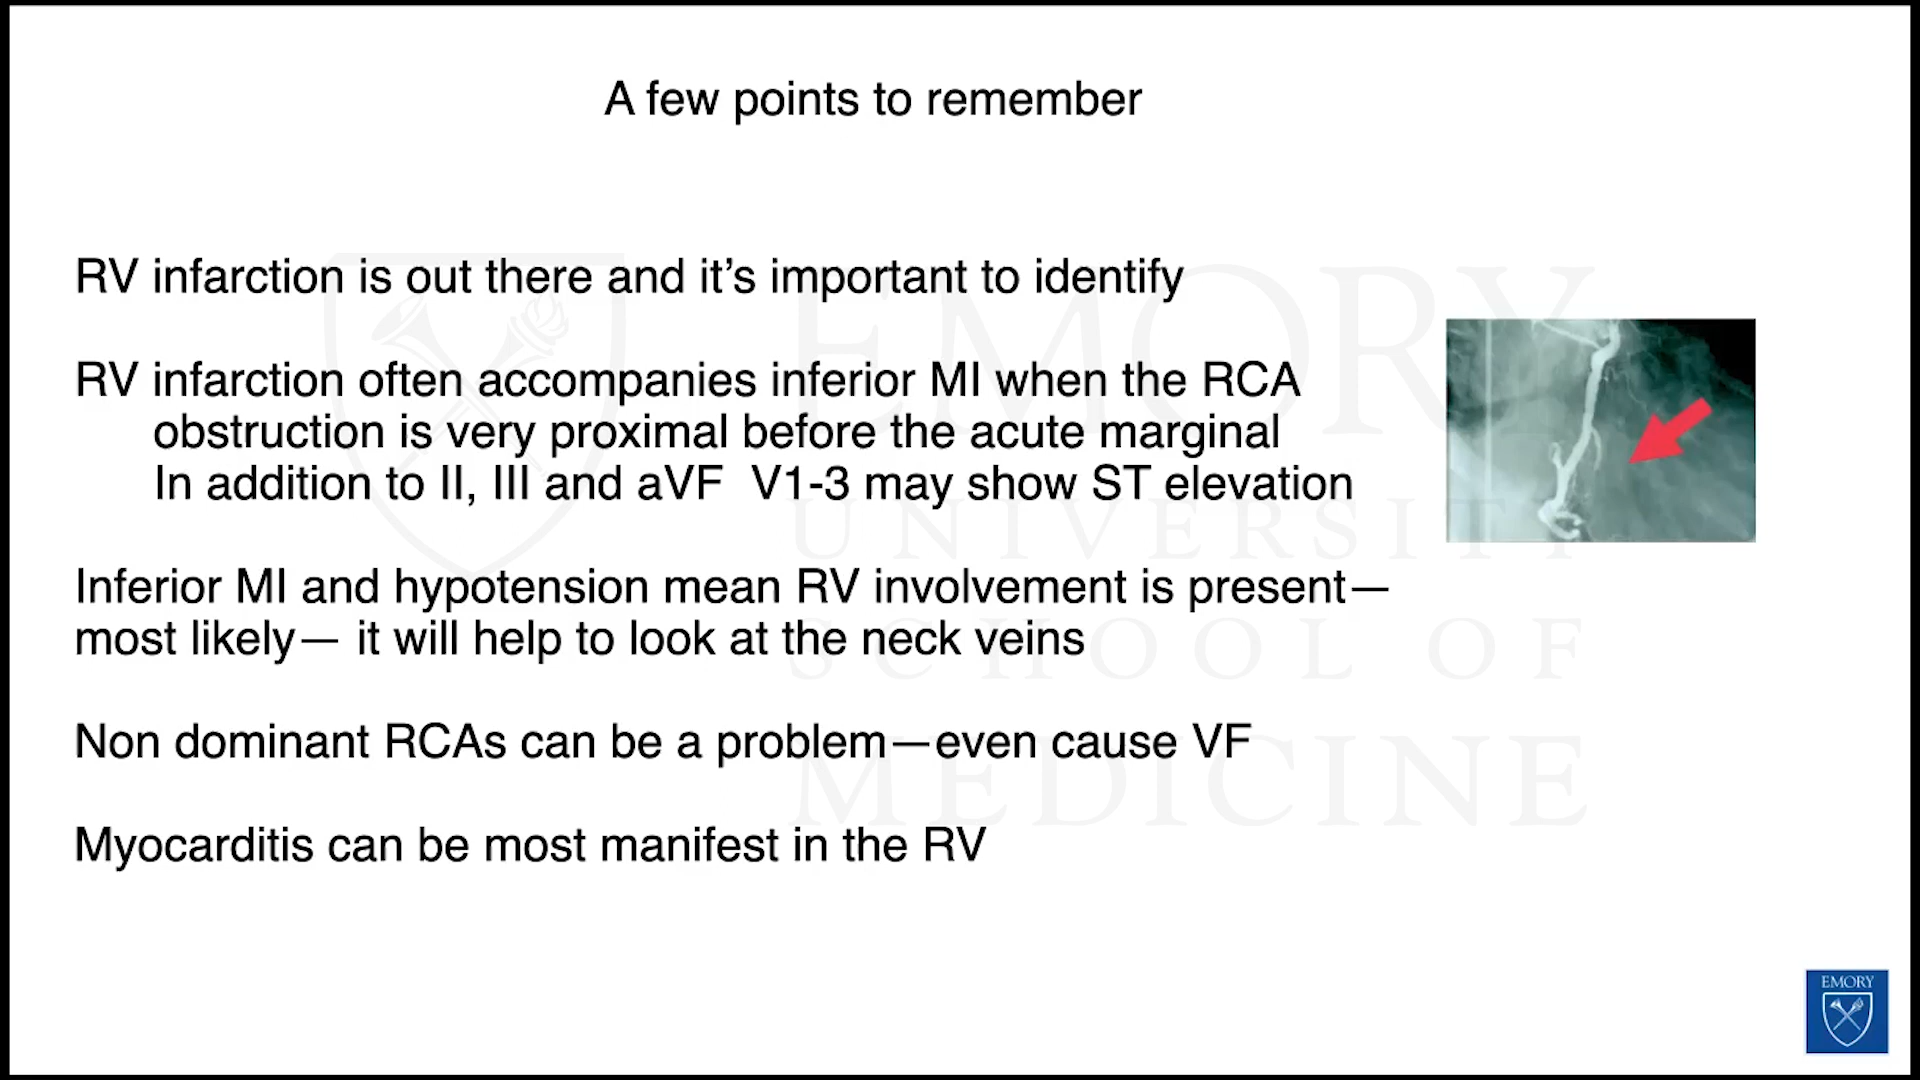 A few points to remember
RV infarction is out there and it's important to identify
RV infarction often accompanies inferior MI when the RCA
obstruction is very proximal before the acute marginal
In addition to II, III and aVF V1-3 may show ST elevation
Inferior MI and hypotension mean RV involvement is present—
most likely— it will help to look at the neck veins
Non dominant RCAs can be a problem—even cause VF
Myocarditis can be most manifest in the RV
EMORY
UNIVERSITY
SCHOOL OF
MEDICINE
EMORY